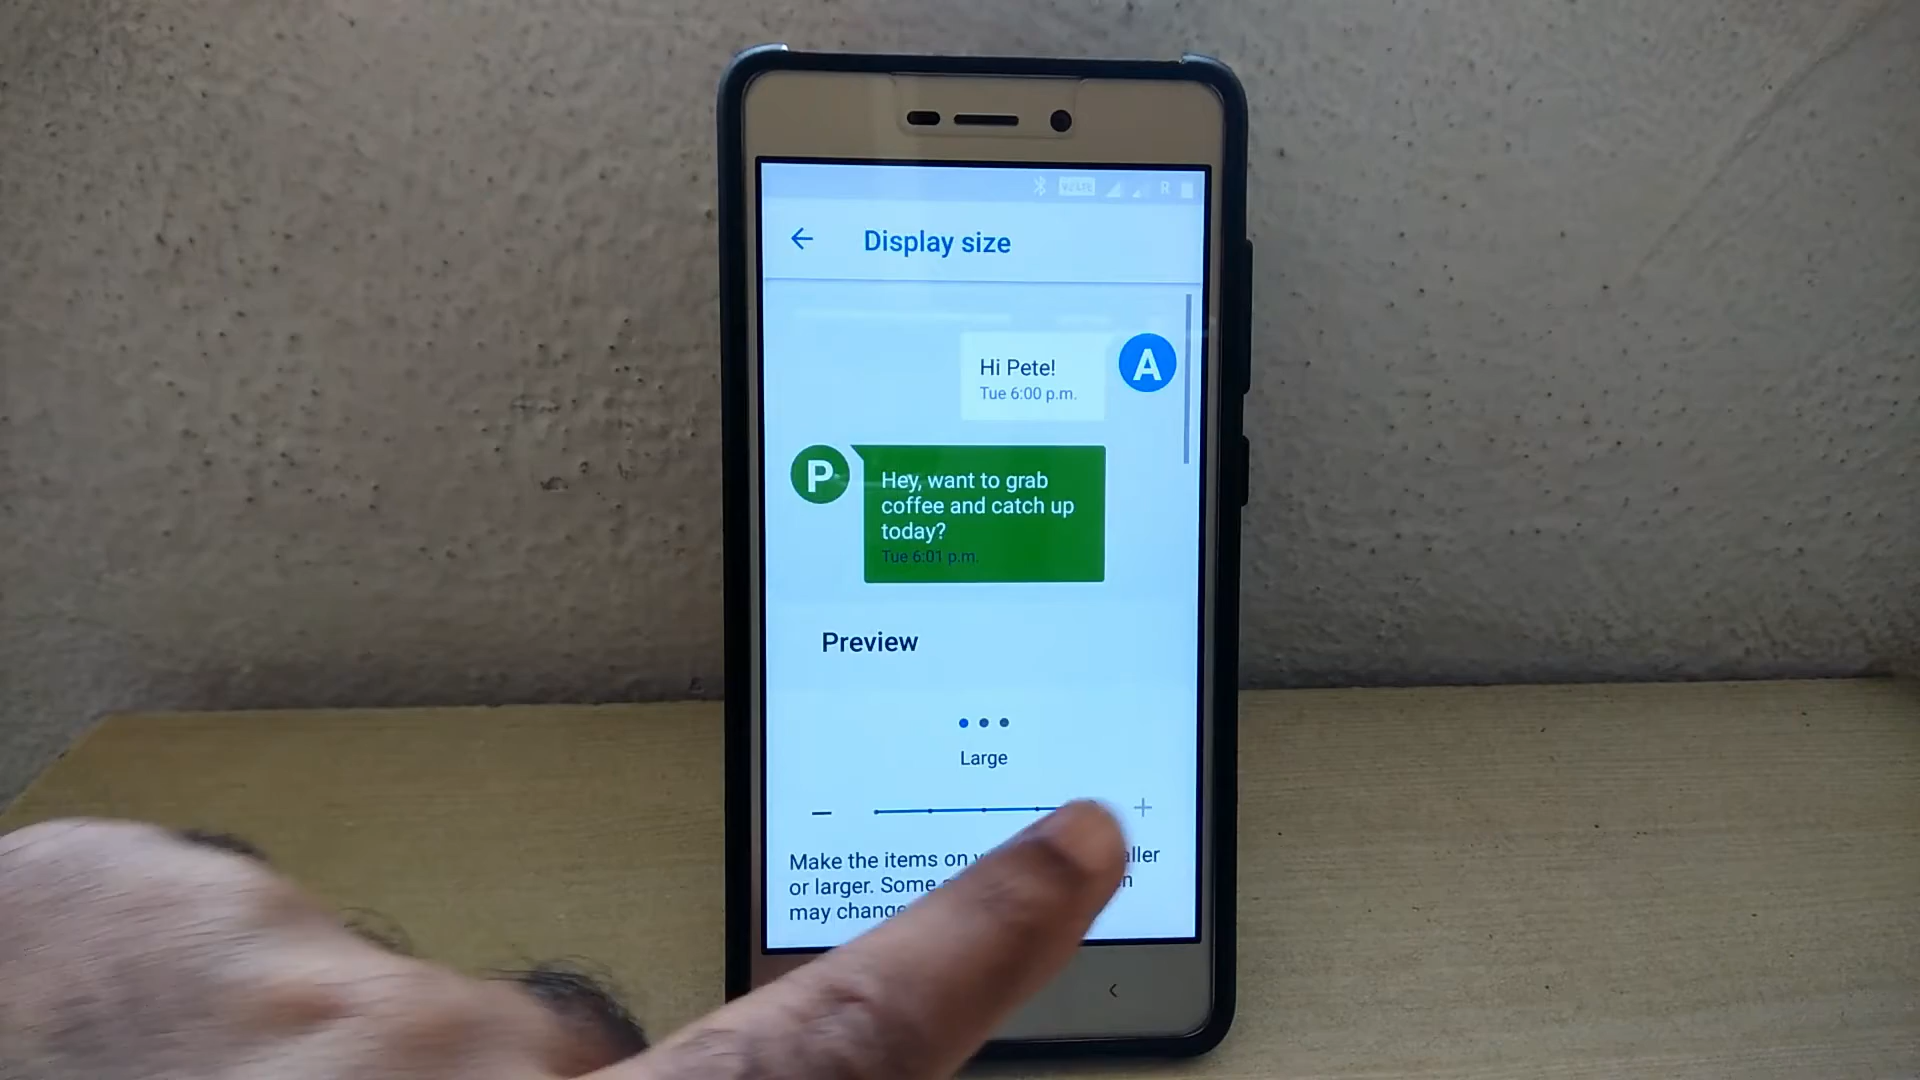 VoLTE R
Display size
Hi Pete!
A
Tue 6:00 p.m.
P
Hey, want to grab
coffee and catch up
today?
Tue 6:01 p.m.
Preview
Large
Make the items on
or larger. Some
may change